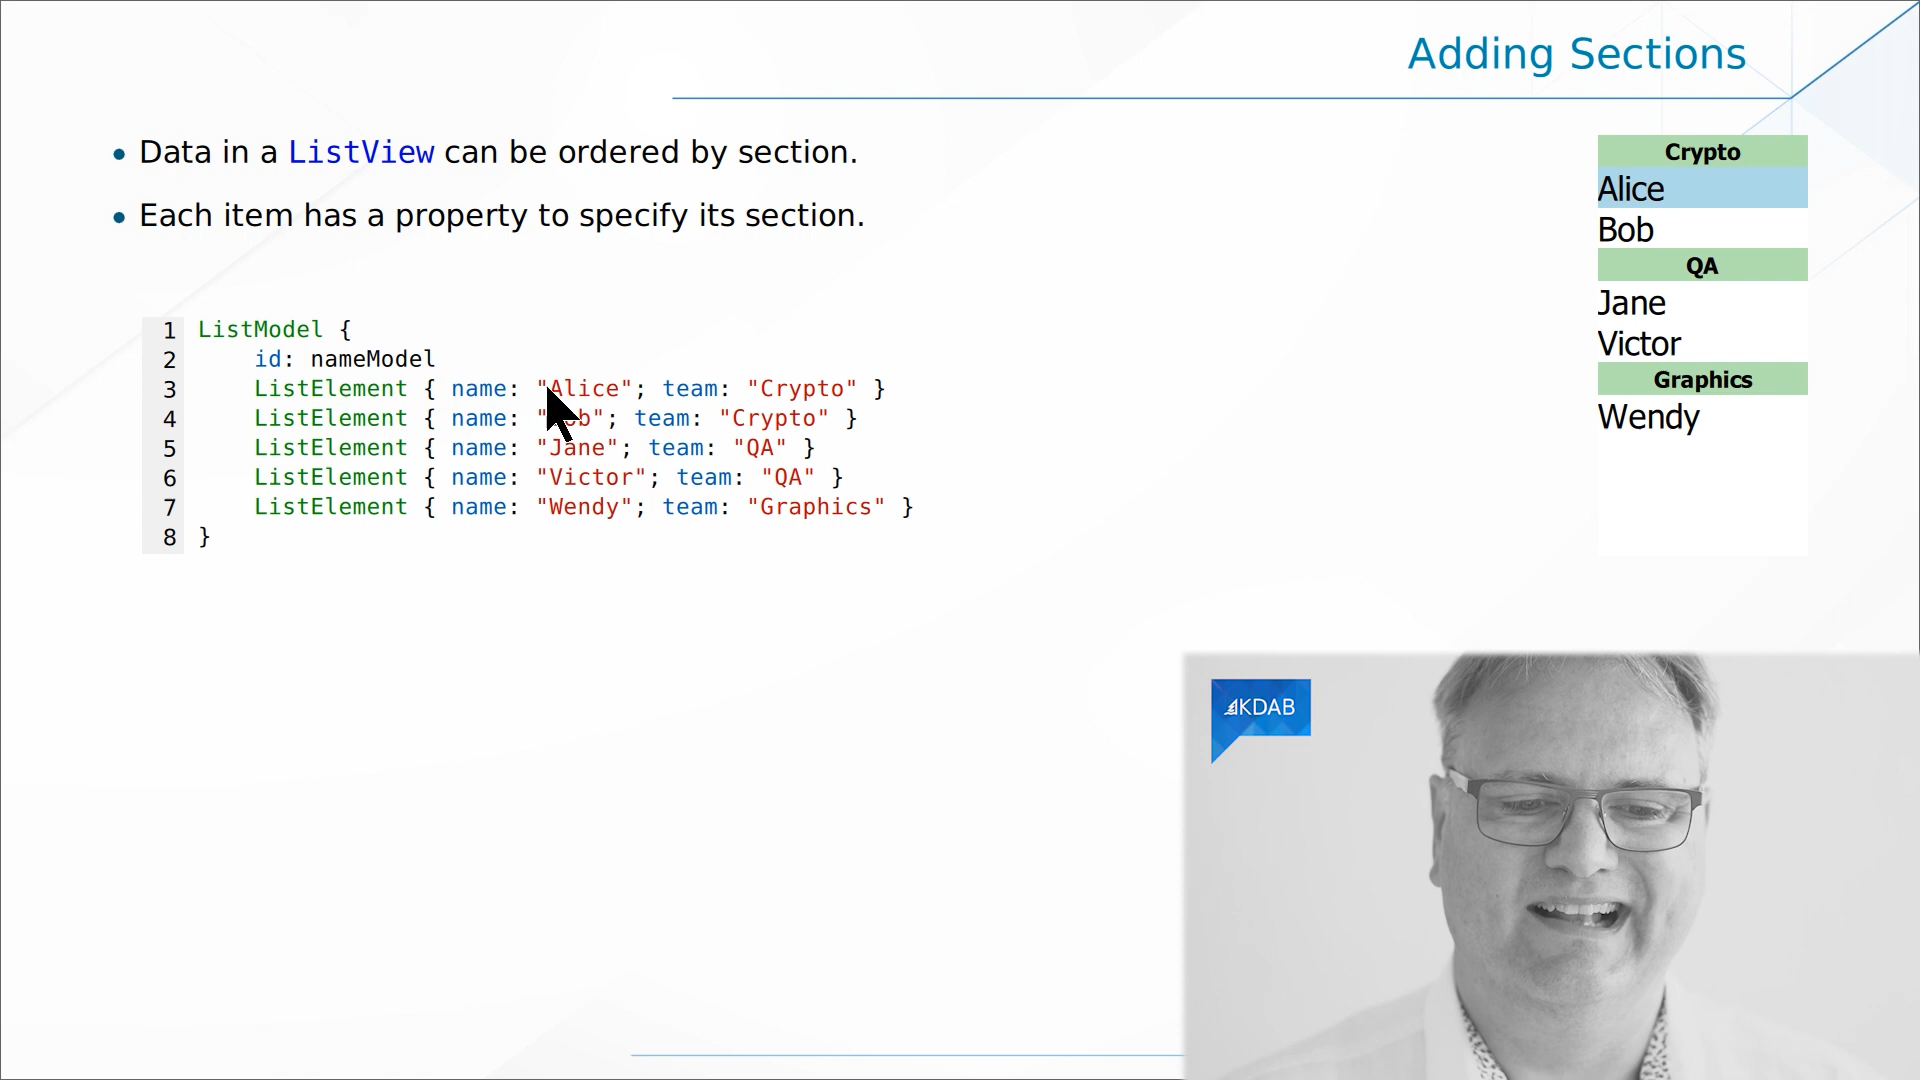 Adding Sections
• Data in a ListView can be ordered by section.
• Each item has a property to specify its section.
1 ListModel {
2     id: nameModel
3     ListElement { name: "Alice"; team: "Crypto" }
4     ListElement { name: "Bob"; team: "Crypto" }
5     ListElement { name: "Jane"; team: "QA" }
6     ListElement { name: "Victor"; team: "QA" }
7     ListElement { name: "Wendy"; team: "Graphics" }
8 }
Crypto
Alice
Bob
QA
Jane
Victor
Graphics
Wendy
KDAB